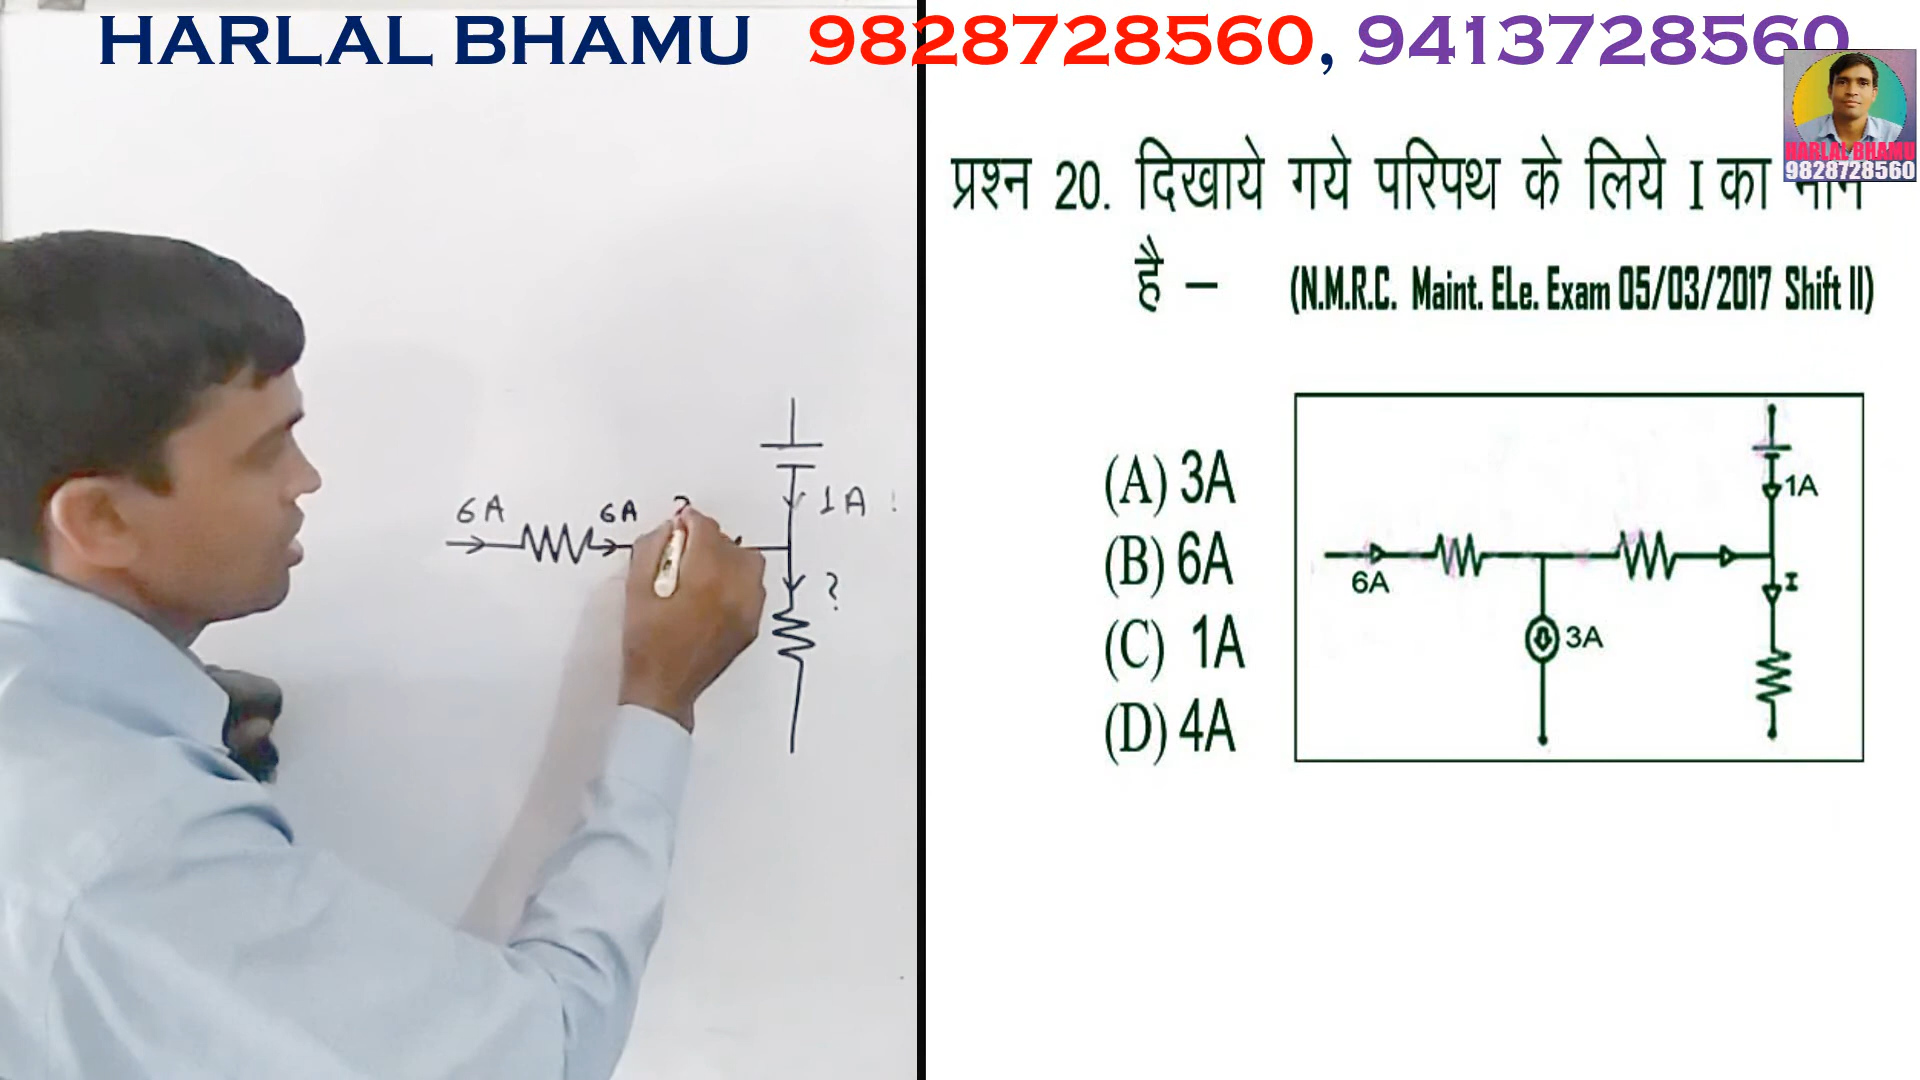 HARLAL BHAMU 9828728560, 9413728560
HARLAL BHAMU
9828728560
प्रश्न 20. दिखाये गये परिपथ के लिये I का मान
है – (N.M.R.C. Maint. ELe. Exam 05/03/2017 Shift II)
(A) 3A
(B) 6A
(C) 1A
(D) 4A
1A
6A
I
3A
6A
6A
?
1A
?